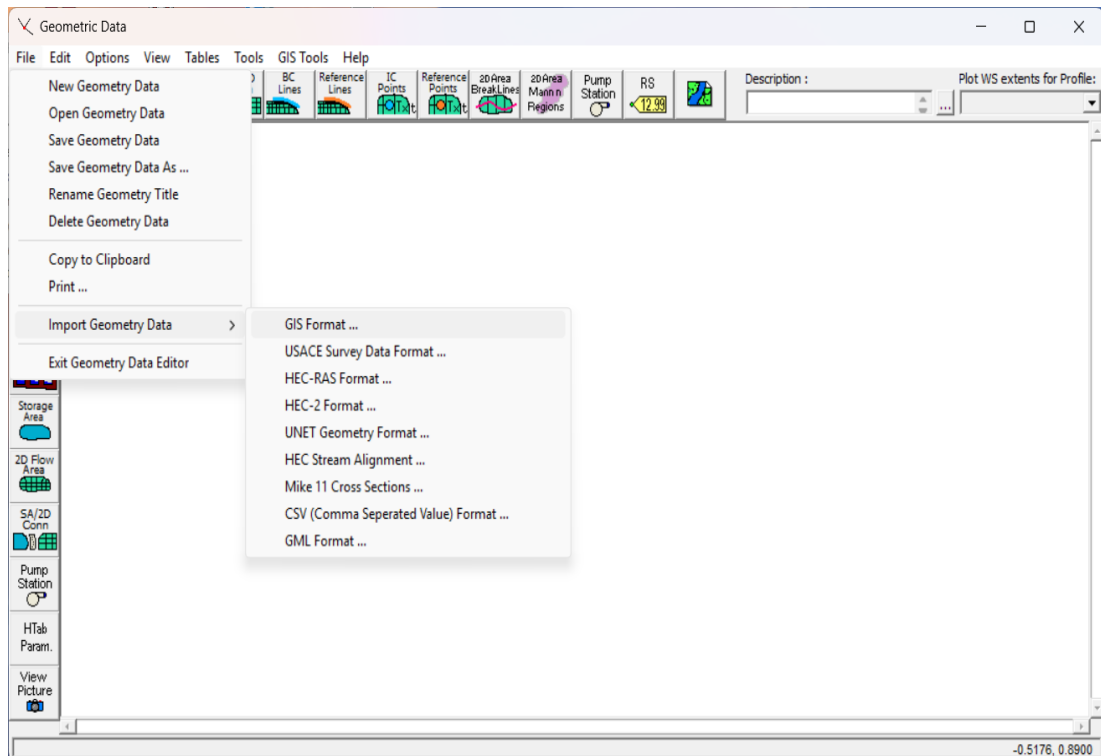 Geometric Data
File Edit Options View Tables Tools GIS Tools Help
New Geometry Data
Open Geometry Data
Save Geometry Data
Save Geometry Data As ...
Rename Geometry Title
Delete Geometry Data
Copy to Clipboard
Print ...
Import Geometry Data
Exit Geometry Data Editor
GIS Format ...
USACE Survey Data Format ...
HEC-RAS Format ...
HEC-2 Format ...
UNET Geometry Format ...
HEC Stream Alignment ...
Mike 11 Cross Sections ...
CSV (Comma Seperated Value) Format ...
GML Format ...
BC
Lines
Reference
Lines
IC
Points
Reference
Points
2D Area
BreakLines
2D Area
Mann n
Regions
Pump
Station
RS
12.99
Description :
...
Plot WS extents for Profile:
Storage
Area
2D Flow
Area
SA/2D
Conn
Pump
Station
HTab
Param.
View
Picture
-0.5176, 0.8900